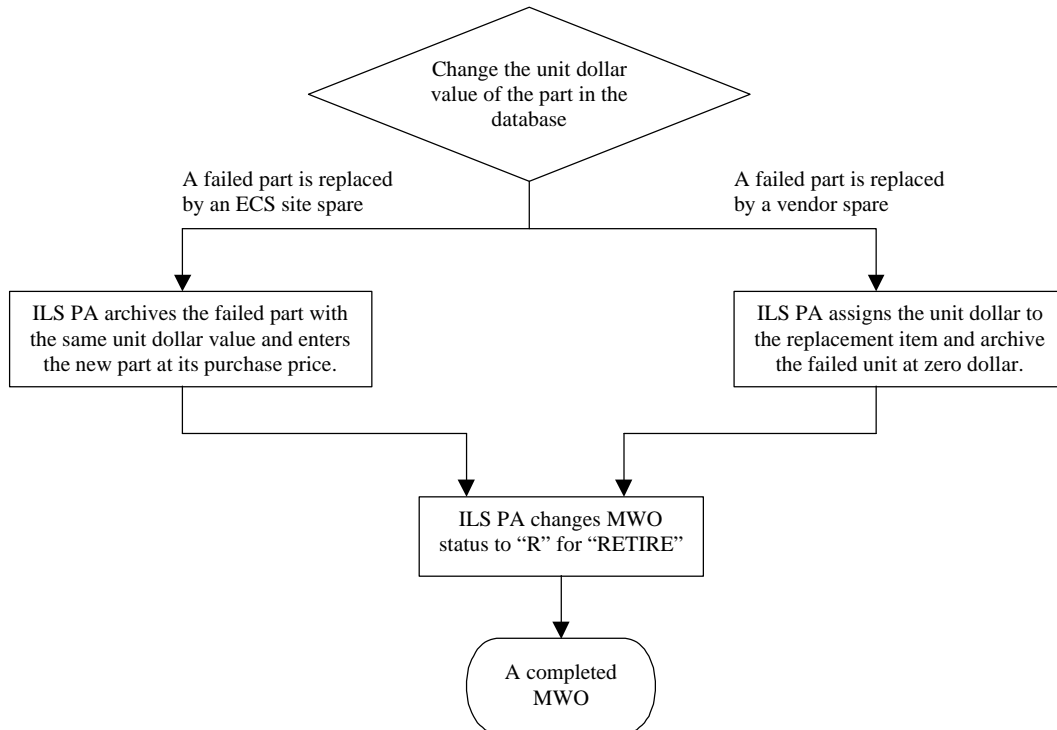 Change the unit dollar
value of the part in the
database
A failed part is replaced
by an ECS site spare
A failed part is replaced
by a vendor spare
ILS PA archives the failed part with
the same unit dollar value and enters
the new part at its purchase price.
ILS PA assigns the unit dollar to
the replacement item and archive
the failed unit at zero dollar.
ILS PA changes MWO
status to “R” for “RETIRE”
A completed
MWO